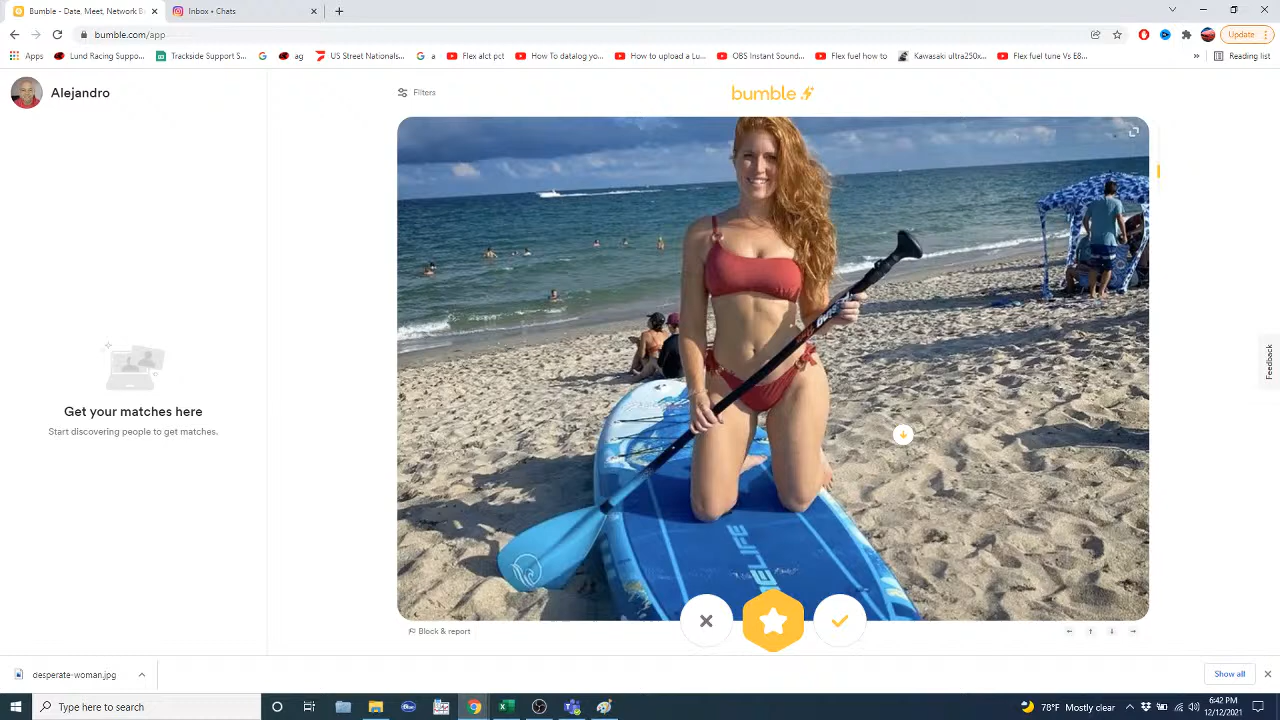 Bumble - Date, Meet, Network B
Inbox • Chats
bumble.com/app
Update
Apps
Lund Racing Suppo...
Trackside Support S...
a
ag
US Street Nationals...
a
Flex alct pct
How To datalog yo...
How to upload a Lu...
OBS Instant Sound...
Flex fuel how to
Kawasaki ultra250x...
Flex fuel tune Vs E8...
»
Reading list
Alejandro
Filters
bumble
Feedback
Get your matches here
Start discovering people to get matches.
Block & report
desperate-woman.jpg
Show all
Type here to search
78°F Mostly clear
6:42 PM
12/12/2021